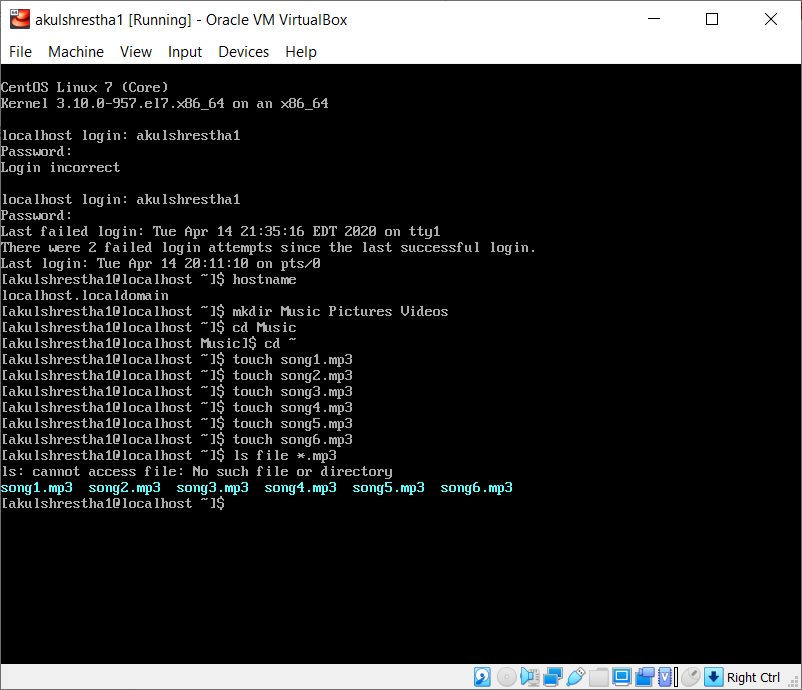 akulshrestha1 [Running] - Oracle VM VirtualBox
File Machine View Input Devices Help
CentOS Linux 7 (Core)
Kernel 3.10.0-957.el7.x86_64 on an x86_64
localhost login: akulshrestha1
Password:
Login incorrect
localhost login: akulshrestha1
Password:
Last failed login: Tue Apr 14 21:35:16 EDT 2020 on tty1
There were 2 failed login attempts since the last successful login.
Last login: Tue Apr 14 20:11:10 on pts/0
[akulshrestha1@localhost ~]$ hostname
localhost.localdomain
[akulshrestha1@localhost ~]$ mkdir Music Pictures Videos
[akulshrestha1@localhost ~]$ cd Music
[akulshrestha1@localhost Music]$ cd ~
[akulshrestha1@localhost ~]$ touch song1.mp3
[akulshrestha1@localhost ~]$ touch song2.mp3
[akulshrestha1@localhost ~]$ touch song3.mp3
[akulshrestha1@localhost ~]$ touch song4.mp3
[akulshrestha1@localhost ~]$ touch song5.mp3
[akulshrestha1@localhost ~]$ touch song6.mp3
[akulshrestha1@localhost ~]$ ls file *.mp3
ls: cannot access file: No such file or directory
song1.mp3 song2.mp3 song3.mp3 song4.mp3 song5.mp3 song6.mp3
[akulshrestha1@localhost ~]$
Right Ctrl